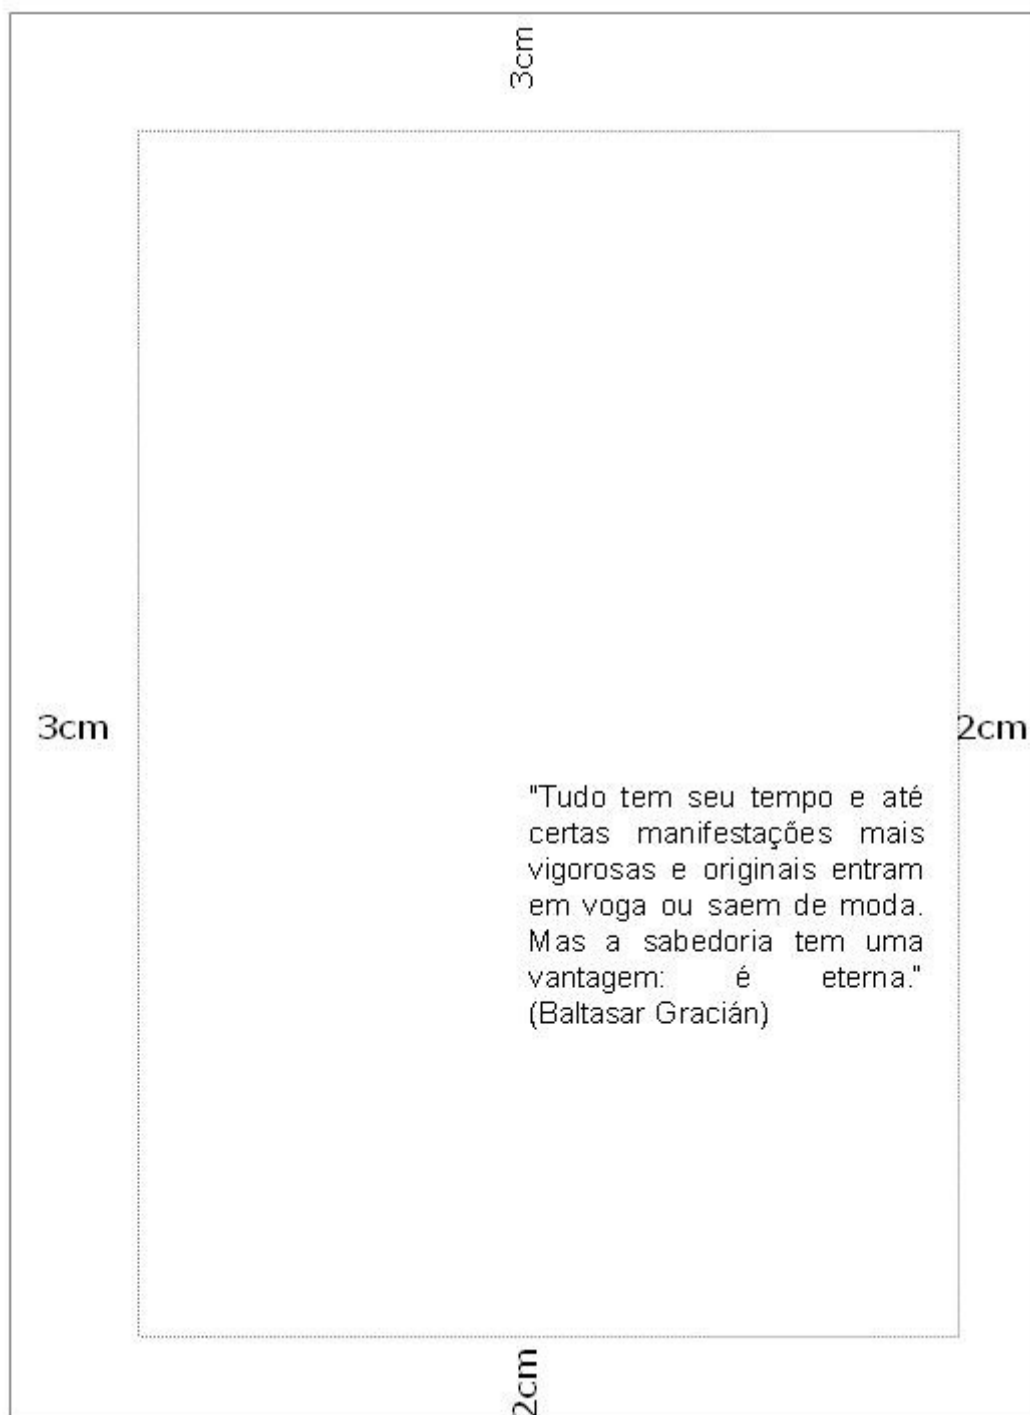 3cm
3cm
2cm
"Tudo tem seu tempo e até
certas manifestações mais
vigorosas e originais entram
em voga ou saem de moda.
Mas a sabedoria tem uma
vantagem: é eterna."
(Baltasar Gracián)
2cm